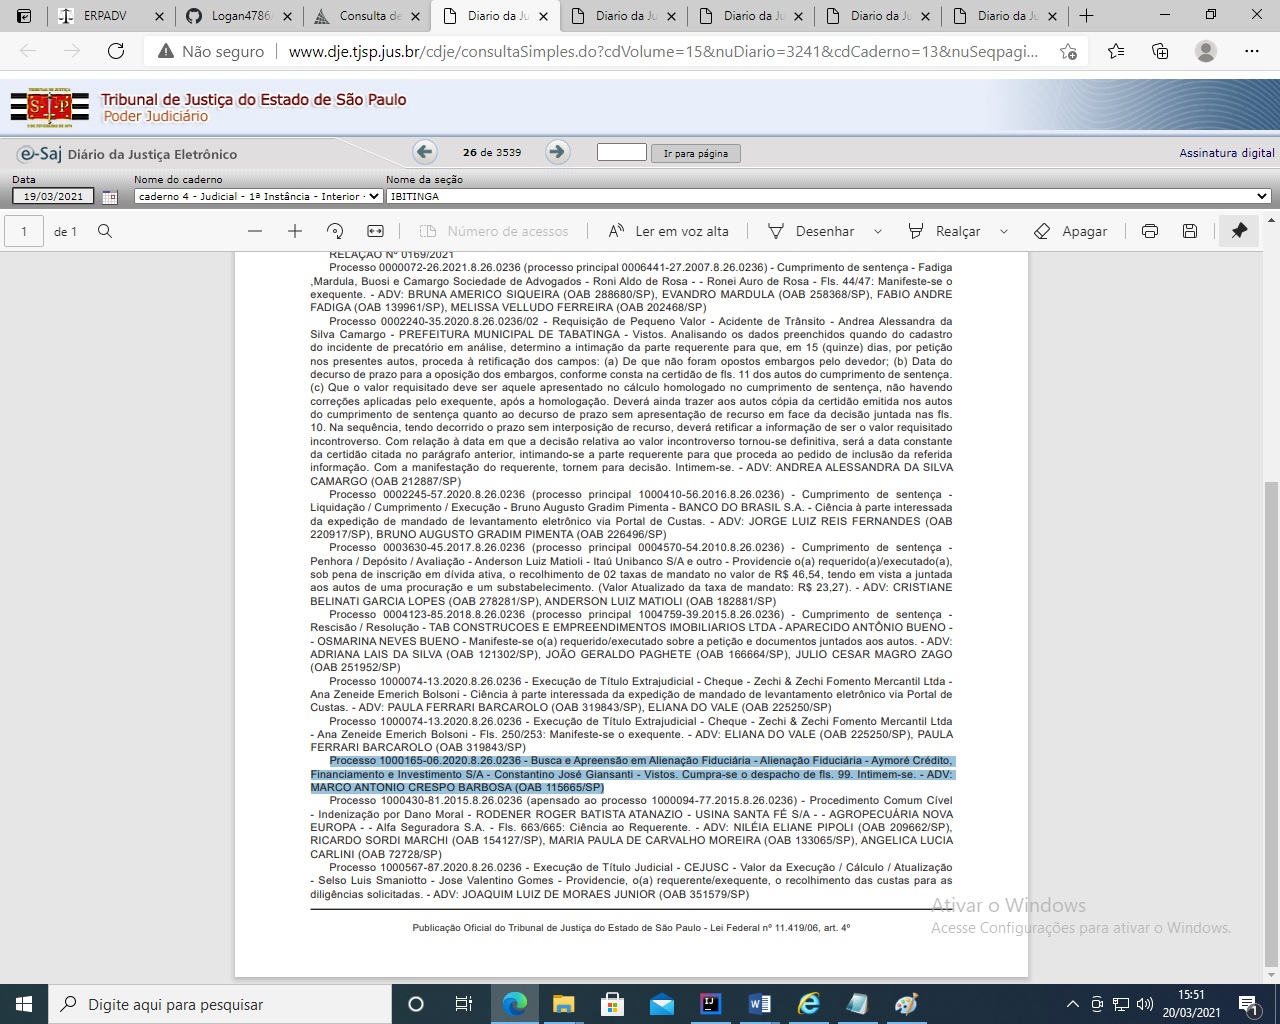 ERPADV
Logan4786/
Consulta de
Diario da Ju
Diario da Ju
Diario da Ju
Diario da Ju
Diario da Ju
Não seguro
www.dje.tjsp.jus.br/cdje/consultaSimples.do?cdVolume=15&nuDiario=3241&cdCaderno=13&nuSeqpagi...
Tribunal de Justiça do Estado de São Paulo
Poder Judiciário
e-Saj Diário da Justiça Eletrônico
26 de 3539
Ir para página
Assinatura digital
Data
Nome do caderno
Nome da seção
19/03/2021
caderno 4 - Judicial - 1ª Instância - Interior -
IBITINGA
1 de 1
Número de acessos
Ler em voz alta
Desenhar
Realçar
Apagar
RELAÇÃO Nº 0169/2021
Processo 0000072-26.2021.8.26.0236 (processo principal 0006441-27.2007.8.26.0236) - Cumprimento de sentença - Fadiga
,Mardula, Buosi e Camargo Sociedade de Advogados - Roni Aldo de Rosa - - Ronei Auro de Rosa - Fls. 44/47: Manifeste-se o
exequente. - ADV: BRUNA AMERICO SIQUEIRA (OAB 288680/SP), EVANDRO MARDULA (OAB 258368/SP), FABIO ANDRE
FADIGA (OAB 139961/SP), MELISSA VELLUDO FERREIRA (OAB 202468/SP)
Processo 0002240-35.2020.8.26.0236/02 - Requisição de Pequeno Valor - Acidente de Trânsito - Andrea Alessandra da
Silva Camargo - PREFEITURA MUNICIPAL DE TABATINGA - Vistos. Analisando os dados preenchidos quando do cadastro
do incidente de precatório em análise, determino a intimação da parte requerente para que, em 15 (quinze) dias, por petição
nos presentes autos, proceda à retificação dos campos: (a) De que não foram opostos embargos pelo devedor; (b) Data do
decurso de prazo para a oposição dos embargos, conforme consta na certidão de fls. 11 dos autos do cumprimento de sentença.
(c) Que o valor requisitado deve ser aquele apresentado no cálculo homologado no cumprimento de sentença, não havendo
correções aplicadas pelo exequente, após a homologação. Deverá ainda trazer aos autos cópia da certidão emitida nos autos
do cumprimento de sentença quanto ao decurso de prazo sem apresentação de recurso em face da decisão juntada nas fls.
10. Na sequência, tendo decorrido o prazo sem interposição de recurso, deverá retificar a informação de ser o valor requisitado
incontroverso. Com relação à data em que a decisão relativa ao valor incontroverso tornou-se definitiva, será a data constante
da certidão citada no parágrafo anterior, intimando-se a parte requerente para que proceda ao pedido de inclusão da referida
informação. Com a manifestação do requerente, tornem para decisão. Intimem-se. - ADV: ANDREA ALESSANDRA DA SILVA
CAMARGO (OAB 212887/SP)
Processo 0002245-57.2020.8.26.0236 (processo principal 1000410-56.2016.8.26.0236) - Cumprimento de sentença -
Liquidação / Cumprimento / Execução - Bruno Augusto Gradim Pimenta - BANCO DO BRASIL S.A. - Ciência à parte interessada
da expedição de mandado de levantamento eletrônico via Portal de Custas. - ADV: JORGE LUIZ REIS FERNANDES (OAB
220917/SP), BRUNO AUGUSTO GRADIM PIMENTA (OAB 226496/SP)
Processo 0003630-45.2017.8.26.0236 (processo principal 0004570-54.2010.8.26.0236) - Cumprimento de sentença -
Penhora / Depósito / Avaliação - Anderson Luiz Matioli - Itaú Unibanco S/A e outro - Providencie o(a) requerido(a)/executado(a),
sob pena de inscrição em dívida ativa, o recolhimento de 02 taxas de mandato no valor de R$ 46,54, tendo em vista a juntada
aos autos de uma procuração e um substabelecimento. (Valor Atualizado da taxa de mandato: R$ 23,27). - ADV: CRISTIANE
BELINATI GARCIA LOPES (OAB 278281/SP), ANDERSON LUIZ MATIOLI (OAB 182881/SP)
Processo 0004123-85.2018.8.26.0236 (processo principal 1004759-39.2015.8.26.0236) - Cumprimento de sentença -
Rescisão / Resolução - TAB CONSTRUCOES E EMPREENDIMENTOS IMOBILIARIOS LTDA - APARECIDO ANTÔNIO BUENO -
- OSMARINA NEVES BUENO - Manifeste-se o(a) requerido/executado sobre a petição e documentos juntados aos autos. - ADV:
ADRIANA LAIS DA SILVA (OAB 121302/SP), JOÃO GERALDO PAGHETE (OAB 166664/SP), JULIO CESAR MAGRO ZAGO
(OAB 251952/SP)
Processo 1000074-13.2020.8.26.0236 - Execução de Título Extrajudicial - Cheque - Zechi & Zechi Fomento Mercantil Ltda -
Ana Zeneide Emerich Bolsoni - Ciência à parte interessada da expedição de mandado de levantamento eletrônico via Portal de
Custas. - ADV: PAULA FERRARI BARCAROLO (OAB 319843/SP), ELIANA DO VALE (OAB 225250/SP)
Processo 1000074-13.2020.8.26.0236 - Execução de Título Extrajudicial - Cheque - Zechi & Zechi Fomento Mercantil Ltda
- Ana Zeneide Emerich Bolsoni - Fls. 250/253: Manifeste-se o exequente. - ADV: ELIANA DO VALE (OAB 225250/SP), PAULA
FERRARI BARCAROLO (OAB 319843/SP)
Processo 1000165-06.2020.8.26.0236 - Busca e Apreensão em Alienação Fiduciária - Alienação Fiduciária - Aymoré Crédito,
Financiamento e Investimento S/A - Constantino José Giansanti - Vistos. Cumpra-se o despacho de fls. 99. Intimem-se. - ADV:
MARCO ANTONIO CRESPO BARBOSA (OAB 115665/SP)
Processo 1000430-81.2015.8.26.0236 (apensado ao processo 1000094-77.2015.8.26.0236) - Procedimento Comum Cível
- Indenização por Dano Moral - RODENER ROGER BATISTA ATANAZIO - USINA SANTA FÉ S/A - - AGROPECUÁRIA NOVA
EUROPA - - Alfa Seguradora S.A. - Fls. 663/665: Ciência ao Requerente. - ADV: NILÉIA ELIANE PIPOLI (OAB 209662/SP),
RICARDO SORDI MARCHI (OAB 154127/SP), MARIA PAULA DE CARVALHO MOREIRA (OAB 133065/SP), ANGELICA LUCIA
CARLINI (OAB 72728/SP)
Processo 1000567-87.2020.8.26.0236 - Execução de Título Judicial - CEJUSC - Valor da Execução / Cálculo / Atualização
- Selso Luis Smaniotto - Jose Valentino Gomes - Providencie, o(a) requerente/exequente, o recolhimento das custas para as
diligências solicitadas. - ADV: JOAQUIM LUIZ DE MORAES JUNIOR (OAB 351579/SP)
Publicação Oficial do Tribunal de Justiça do Estado de São Paulo - Lei Federal nº 11.419/06, art. 4º
Ativar o Windows
Acesse Configurações para ativar o Windows.
Digite aqui para pesquisar
15:51
20/03/2021
1